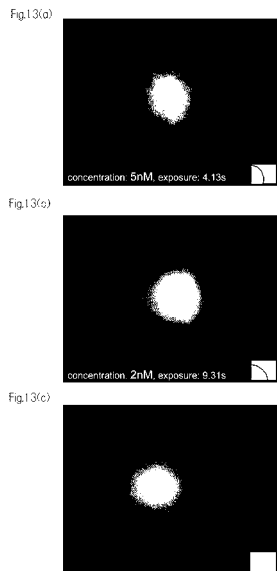 Fig.13(a)
concentration: 5nM, exposure: 4.13s
Fig.13(b)
concentration: 2nM, exposure: 9.31s
Fig.13(c)